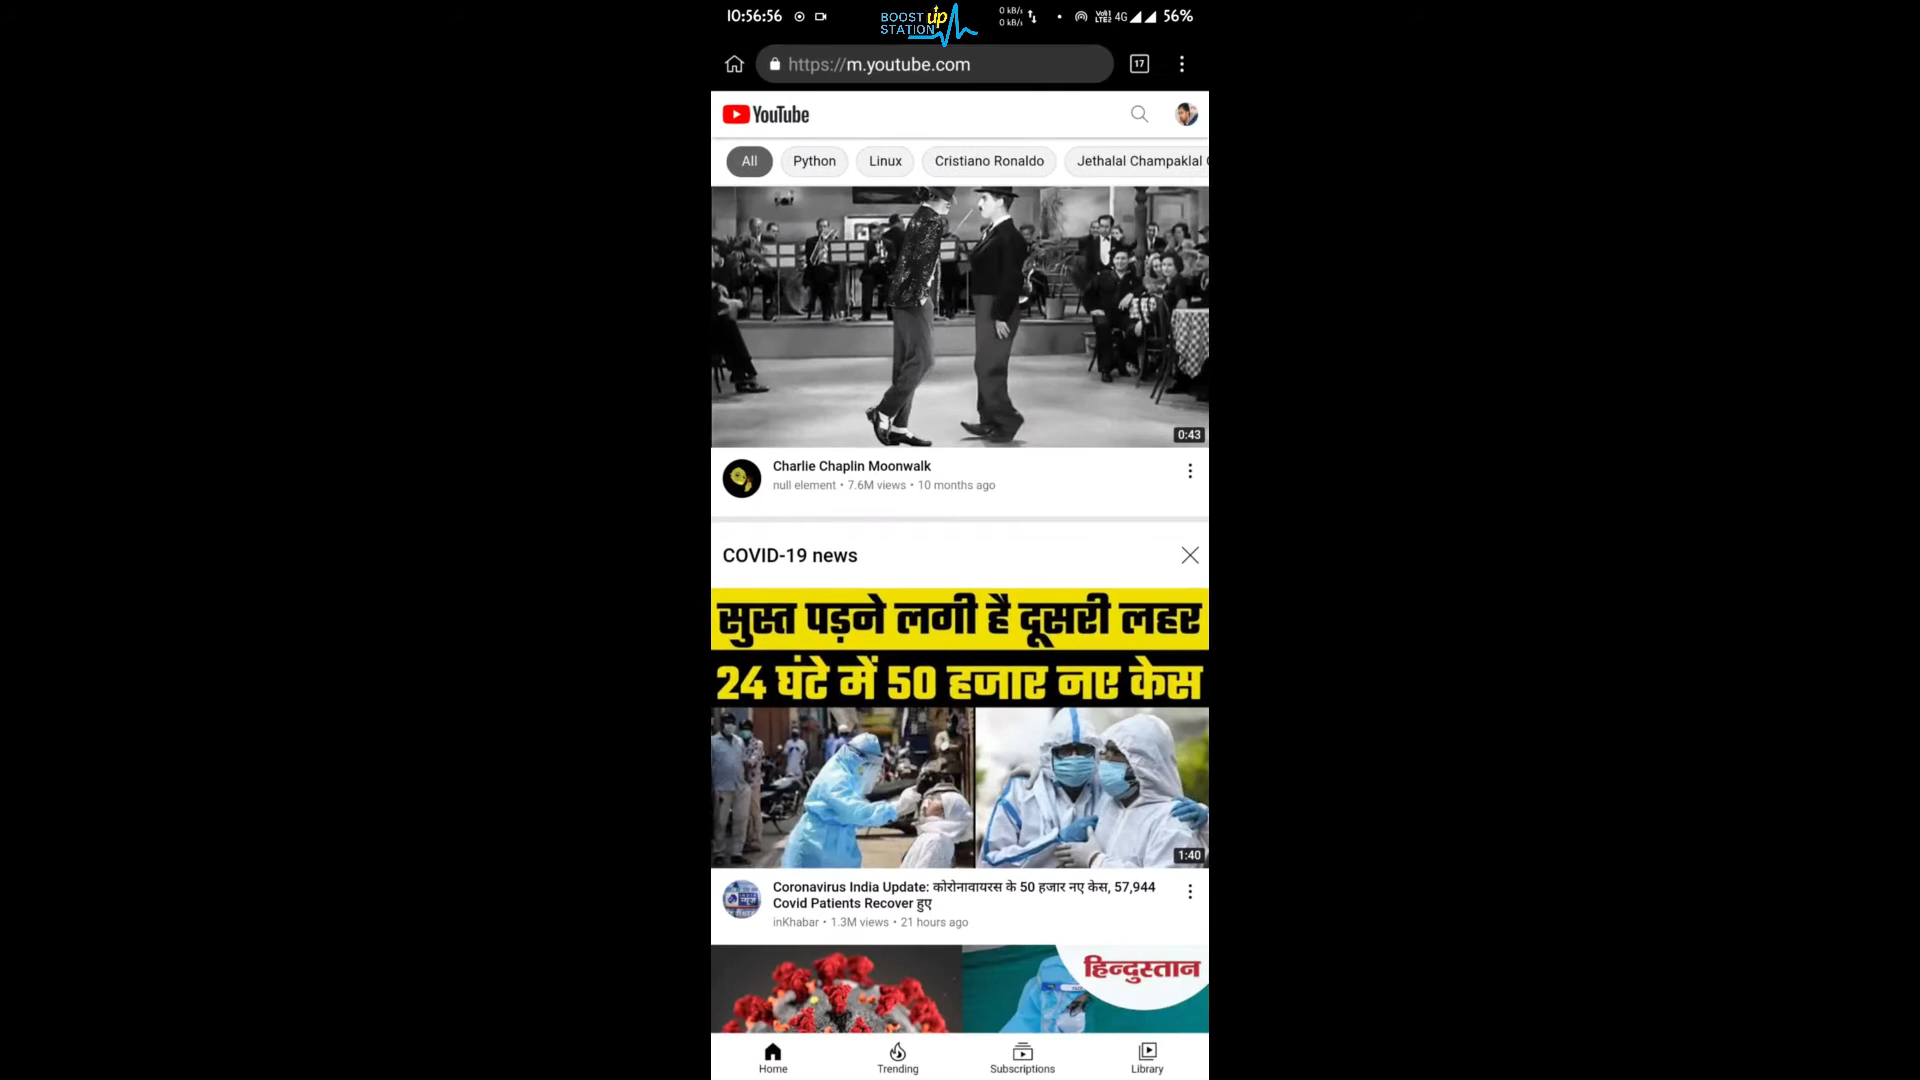 10:56:56
BOOST up
STATION
0 kB/s
0 kB/s
4G
56%
https://m.youtube.com
17
YouTube
All
Python
Linux
Cristiano Ronaldo
Jethalal Champaklal
0:43
Charlie Chaplin Moonwalk
null element • 7.6M views • 10 months ago
COVID-19 news
सुस्त पड़ने लगी है दूसरी लहर
24 घंटे में 50 हजार नए केस
1:40
Coronavirus India Update: कोरोनावायरस के 50 हजार नए केस, 57,944
Covid Patients Recover हुए
inKhabar • 1.3M views • 21 hours ago
हिन्दुस्तान
Home
Trending
Subscriptions
Library